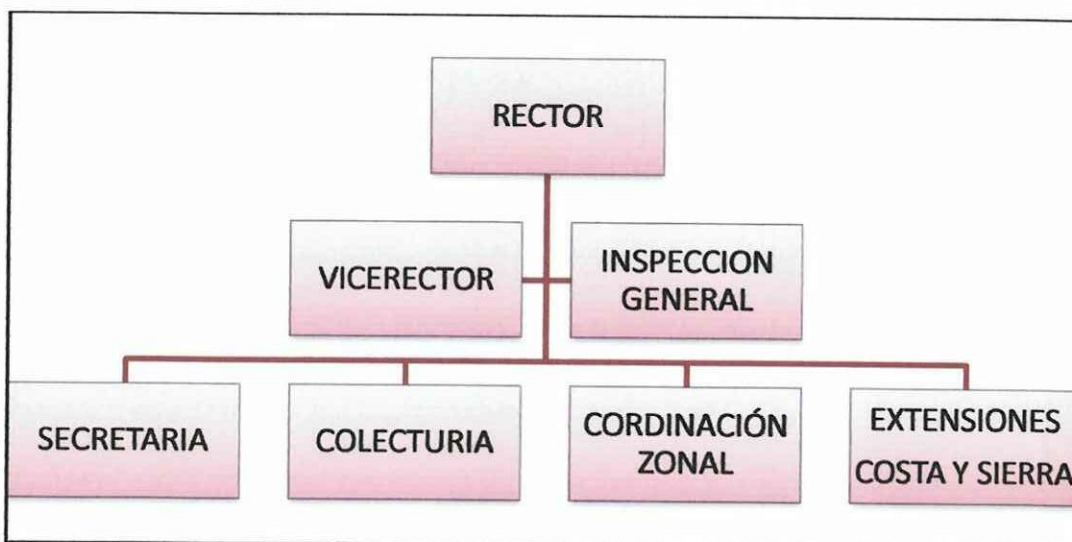 RECTOR
VICERECTOR
INSPECCION
GENERAL
SECRETARIA
COLECTURIA
CORDINACIÓN
ZONAL
EXTENSIONES
COSTA Y SIERRA